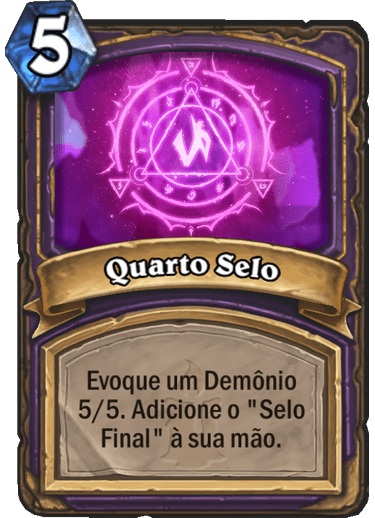 5
Quarto Selo
Evoque um Demônio
5/5. Adicione o "Selo
Final" à sua mão.